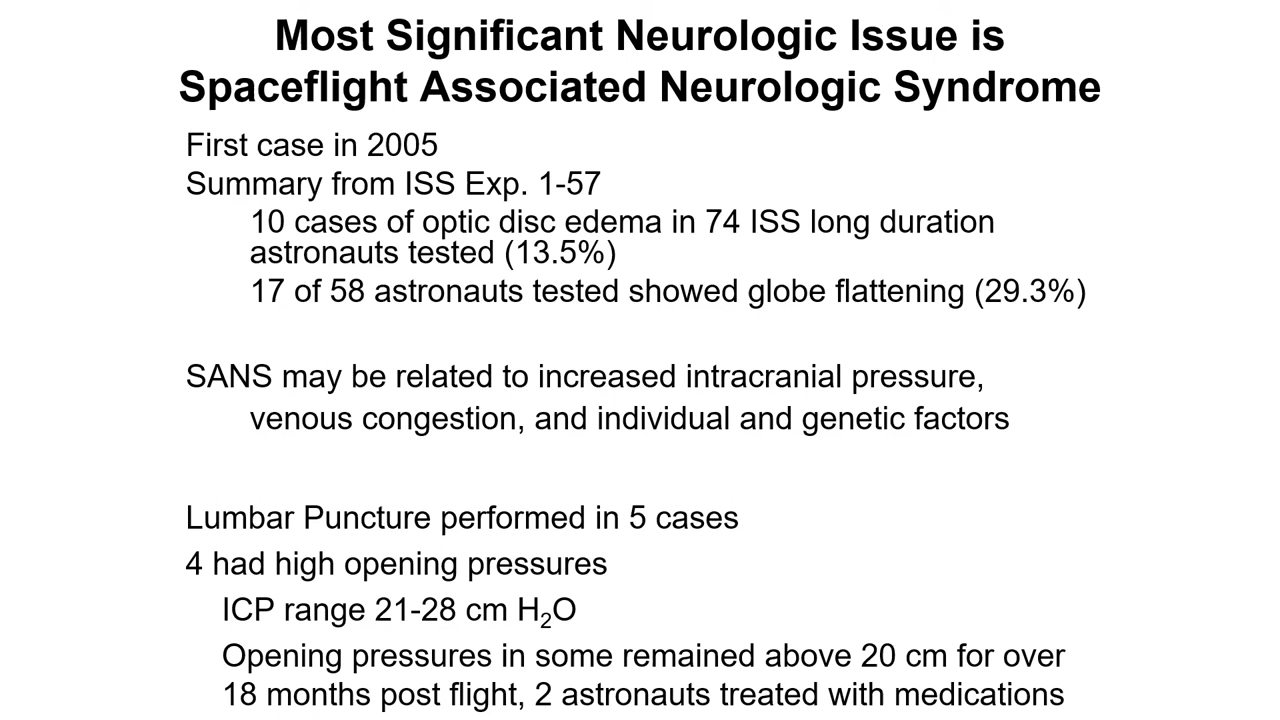 Most Significant Neurologic Issue is
Spaceflight Associated Neurologic Syndrome
First case in 2005
Summary from ISS Exp. 1-57
10 cases of optic disc edema in 74 ISS long duration
astronauts tested (13.5%)
17 of 58 astronauts tested showed globe flattening (29.3%)
SANS may be related to increased intracranial pressure,
venous congestion, and individual and genetic factors
Lumbar Puncture performed in 5 cases
4 had high opening pressures
ICP range 21-28 cm H₂O
Opening pressures in some remained above 20 cm for over
18 months post flight, 2 astronauts treated with medications